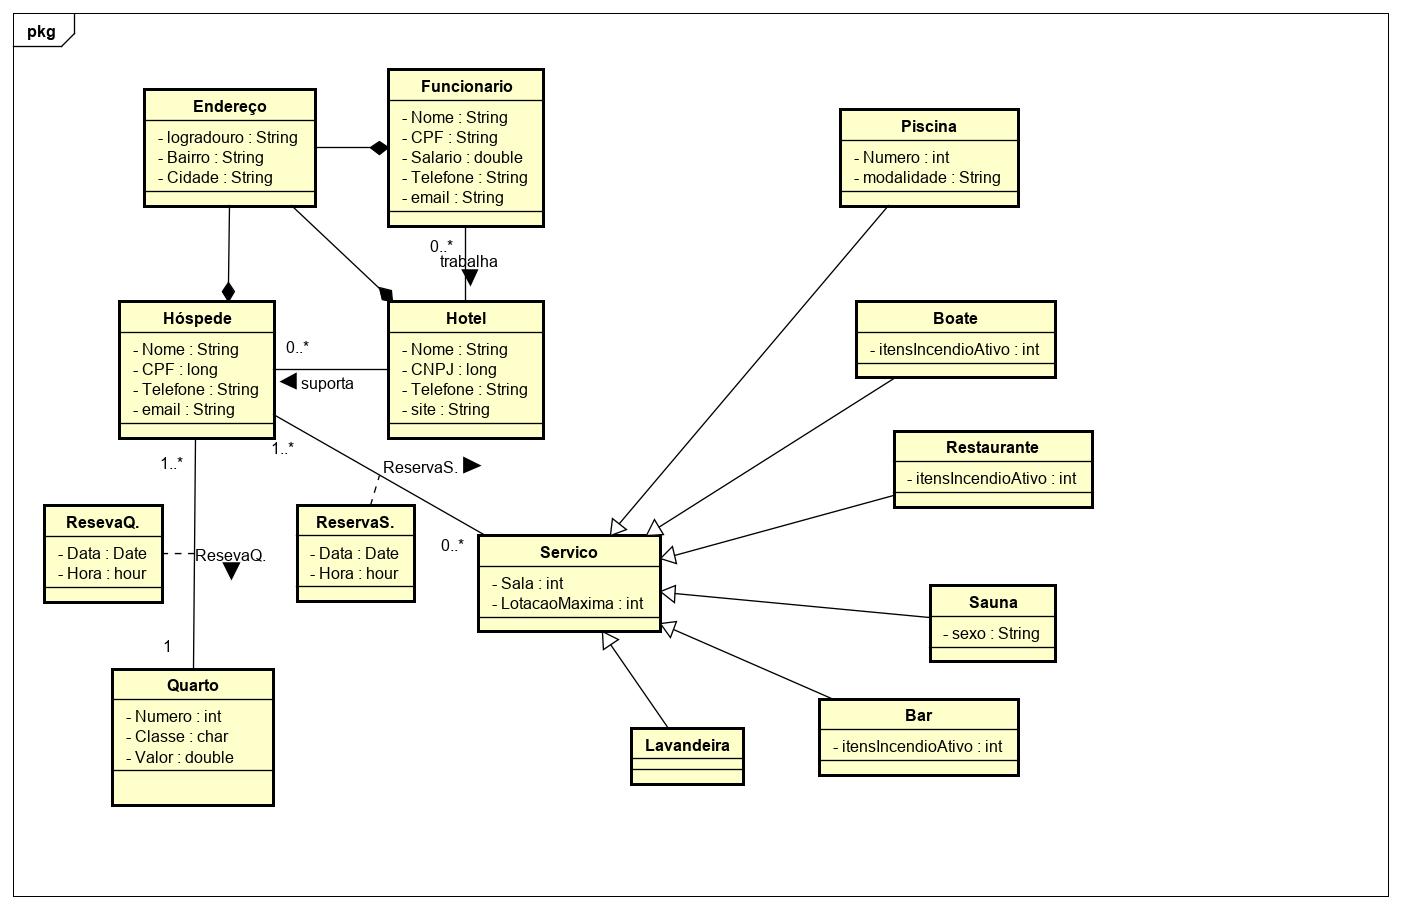 pkg
Endereço
- logradouro : String
- Bairro : String
- Cidade : String
Funcionario
- Nome : String
- CPF : String
- Salario : double
- Telefone : String
- email : String
Piscina
- Numero : int
- modalidade : String
0..*
trabalha
Hóspede
- Nome : String
- CPF : long
- Telefone : String
- email : String
0..*
suporta
Hotel
- Nome : String
- CNPJ : long
- Telefone : String
- site : String
Boate
- itensIncendioAtivo : int
Restaurante
- itensIncendioAtivo : int
1..*
1..*
ReservaS.
ResevaQ.
- Data : Date
- Hora : hour
ResevaQ.
ReservaS.
- Data : Date
- Hora : hour
0..*
Servico
- Sala : int
- LotacaoMaxima : int
Sauna
- sexo : String
1
Quarto
- Numero : int
- Classe : char
- Valor : double
Lavandeira
Bar
- itensIncendioAtivo : int